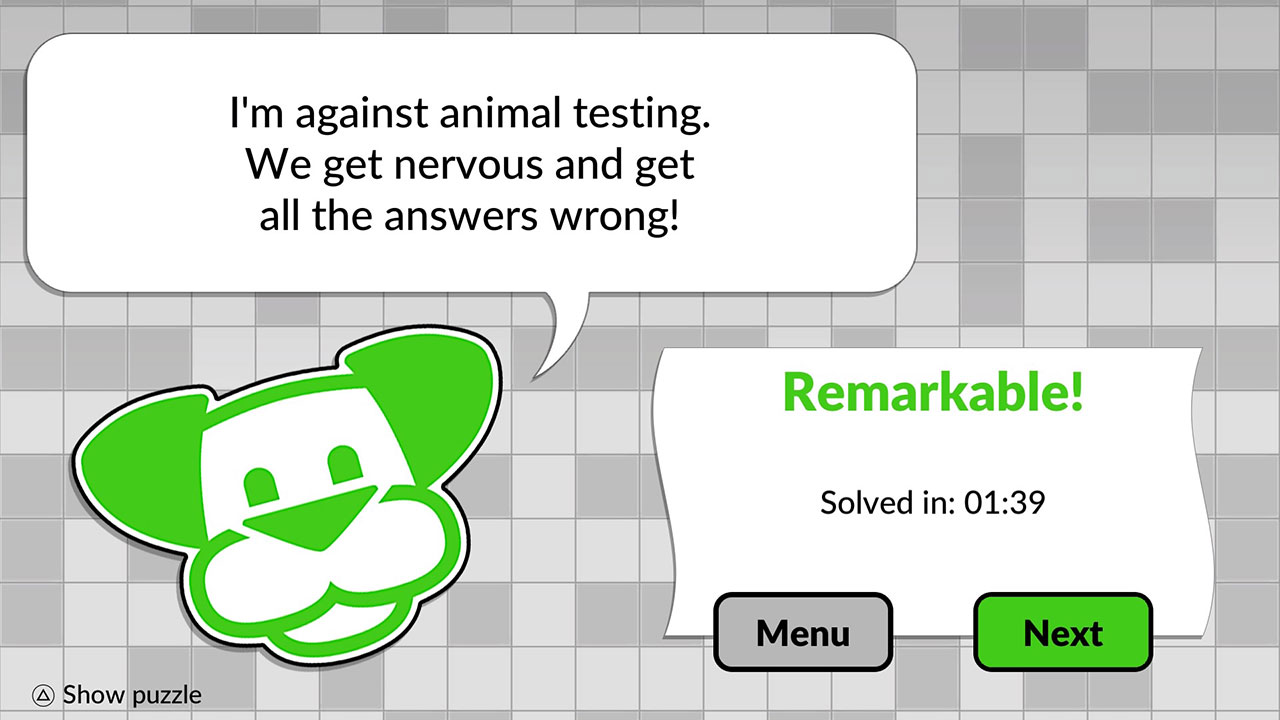 I'm against animal testing.
We get nervous and get
all the answers wrong!
Remarkable!
Solved in: 01:39
Menu
Next
Show puzzle